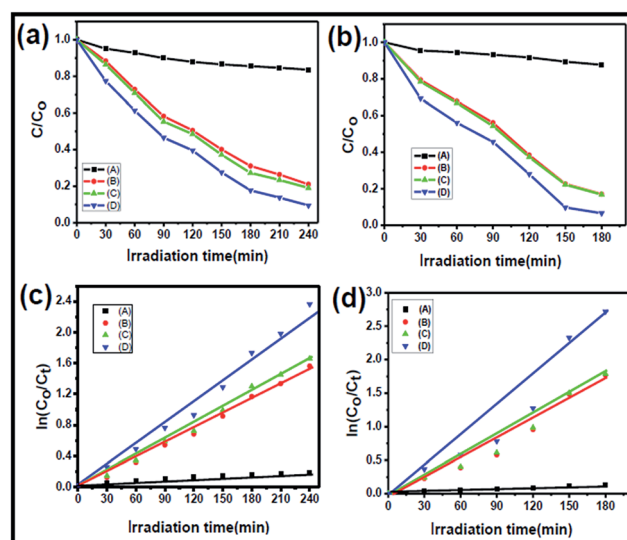 (a)
1.0
0.8
0.6
0.4
0.2
0.0
C/Co
(A)
(B)
(C)
(D)
0 30 60 90 120 150 180 210 240
Irradiation time(min)
(b)
1.0
0.8
0.6
0.4
0.2
0.0
C/Co
(A)
(B)
(C)
(D)
0 30 60 90 120 150 180
Irradiation time(min)
(c)
2.4
2.0
1.6
1.2
0.8
0.4
0.0
ln(Co/Ct)
(A)
(B)
(C)
(D)
0 30 60 90 120 150 180 210 240
Irradiation time(min)
(d)
3.0
2.5
2.0
1.5
1.0
0.5
0.0
ln(Co/Ct)
(A)
(B)
(C)
(D)
0 30 60 90 120 150 180
Irradiation time(min)